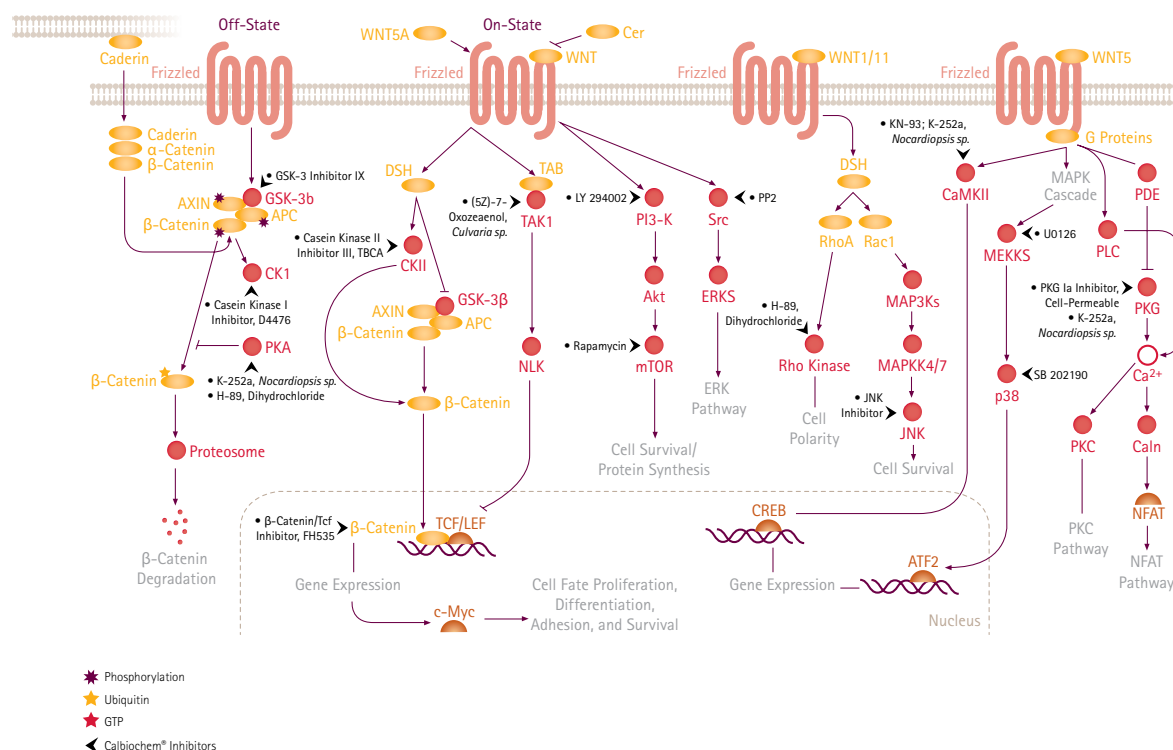 Off-State
On-State
WNT5A
Cer
Caderin
Frizzled
Frizzled
WNT
Frizzled
WNT1/11
Frizzled
WNT5
Caderin
α-Catenin
β-Catenin
• GSK-3 Inhibitor IX
GSK-3b
AXIN
APC
β-Catenin
CK1
• Casein Kinase I
Inhibitor, D4476
PKA
• K-252a, Nocardiopsis sp.
• H-89, Dihydrochloride
β-Catenin
Proteosome
β-Catenin
Degradation
DSH
TAB
• (5Z)-7-
Oxozeaenol,
Culvaria sp.
TAK1
• Casein Kinase II
Inhibitor III, TBCA
CKII
GSK-3β
AXIN
APC
β-Catenin
NLK
β-Catenin
• LY 294002
PI3-K
Akt
• Rapamycin
mTOR
Cell Survival/
Protein Synthesis
• PP2
Src
ERKS
ERK
Pathway
DSH
RhoA
Rac1
MAP3Ks
• H-89,
Dihydrochloride
Rho Kinase
MAPKK4/7
Cell
Polarity
• JNK
Inhibitor
JNK
Cell Survival
• KN-93; K-252a,
Nocardiopsis sp.
CaMKII
G Proteins
MAPK
Cascade
PDE
• U0126
MEKKS
PLC
• PKG Ia Inhibitor,
Cell-Permeable
• K-252a,
Nocardiopsis sp.
PKG
Ca2+
• SB 202190
p38
PKC
Caln
NFAT
PKC
Pathway
NFAT
Pathway
• β-Catenin/Tcf
Inhibitor, FH535
β-Catenin
TCF/LEF
Gene Expression
c-Myc
Cell Fate Proliferation,
Differentiation,
Adhesion, and Survival
CREB
Gene Expression
ATF2
Nucleus
Phosphorylation
Ubiquitin
GTP
Calbiochem® Inhibitors